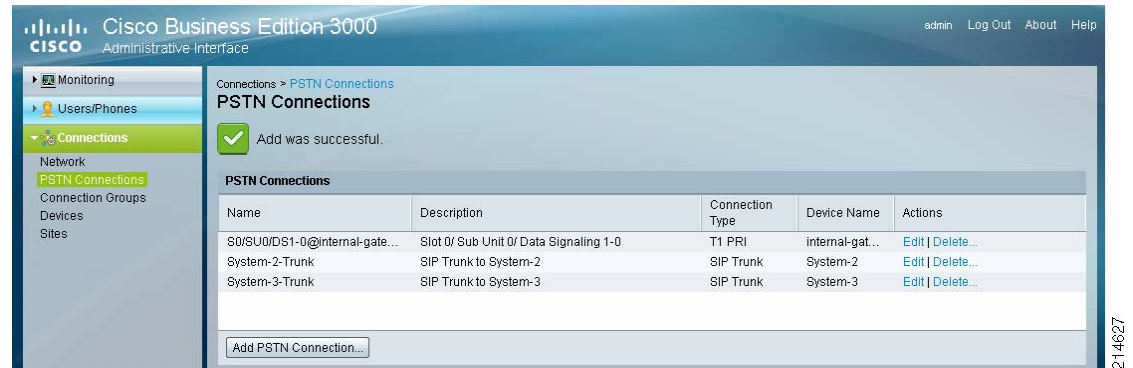 Cisco Business Edition 3000
CISCO Administrative Interface
admin Log Out About Help
Monitoring
Users/Phones
Connections
Network
PSTN Connections
Connection Groups
Devices
Sites
Connections > PSTN Connections
PSTN Connections
Add was successful.
PSTN Connections
Name Description Connection Type Device Name Actions
S0/SU0/DS1-0@internal-gate... Slot 0/ Sub Unit 0/ Data Signaling 1-0 T1 PRI internal-gat... Edit | Delete...
System-2-Trunk SIP Trunk to System-2 SIP Trunk System-2 Edit | Delete...
System-3-Trunk SIP Trunk to System-3 SIP Trunk System-3 Edit | Delete...
Add PSTN Connection...
214627